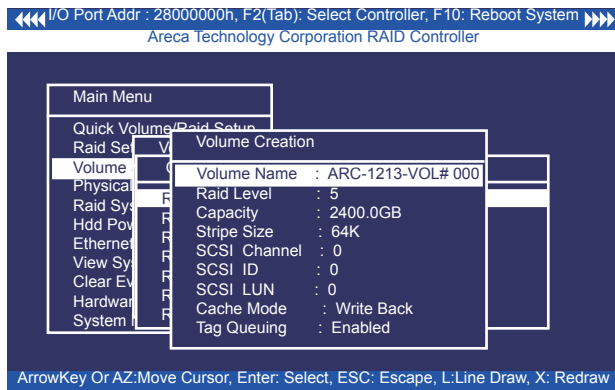 I/O Port Addr : 28000000h, F2(Tab): Select Controller, F10: Reboot System
Areca Technology Corporation RAID Controller
Main Menu
Quick Volume/Raid Setup
Raid Set
Volume
Physical
Raid Sys
Hdd Pow
Ethernet
View Sy
Clear Ev
Hardwar
System
Volume Creation
Volume Name : ARC-1213-VOL# 000
Raid Level : 5
Capacity : 2400.0GB
Stripe Size : 64K
SCSI Channel : 0
SCSI ID : 0
SCSI LUN : 0
Cache Mode : Write Back
Tag Queuing : Enabled
ArrowKey Or AZ:Move Cursor, Enter: Select, ESC: Escape, L:Line Draw, X: Redraw